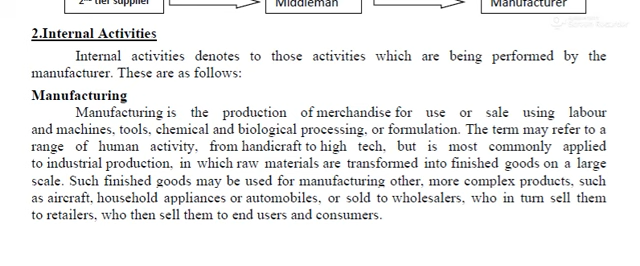 2nd tier supplier Middleman Manufacturer
2.Internal Activities
Internal activities denotes to those activities which are being performed by the
manufacturer. These are as follows:
Manufacturing
Manufacturing is the production of merchandise for use or sale using labour
and machines, tools, chemical and biological processing, or formulation. The term may refer to a
range of human activity, from handicraft to high tech, but is most commonly applied
to industrial production, in which raw materials are transformed into finished goods on a large
scale. Such finished goods may be used for manufacturing other, more complex products, such
as aircraft, household appliances or automobiles, or sold to wholesalers, who in turn sell them
to retailers, who then sell them to end users and consumers.